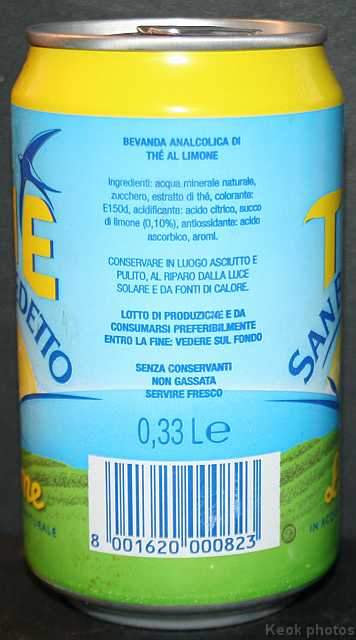 BEVANDA ANALCOLICA DI
THÉ AL LIMONE
Ingredienti: acqua minerale naturale,
zucchero, estratto di thé, colorante:
E150d, acidificante: acido citrico, succo
di limone (0,10%), antiossidante: acido
ascorbico, aromi.
CONSERVARE IN LUOGO ASCIUTTO E
PULITO, AL RIPARO DALLA LUCE
SOLARE E DA FONTI DI CALORE.
LOTTO DI PRODUZIONE E DA
CONSUMARSI PREFERIBILMENTE
ENTRO LA FINE: VEDERE SUL FONDO
SENZA CONSERVANTI
NON GASSATA
SERVIRE FRESCO
0,33 L e
8 001620 000823
SAN
Keok photos